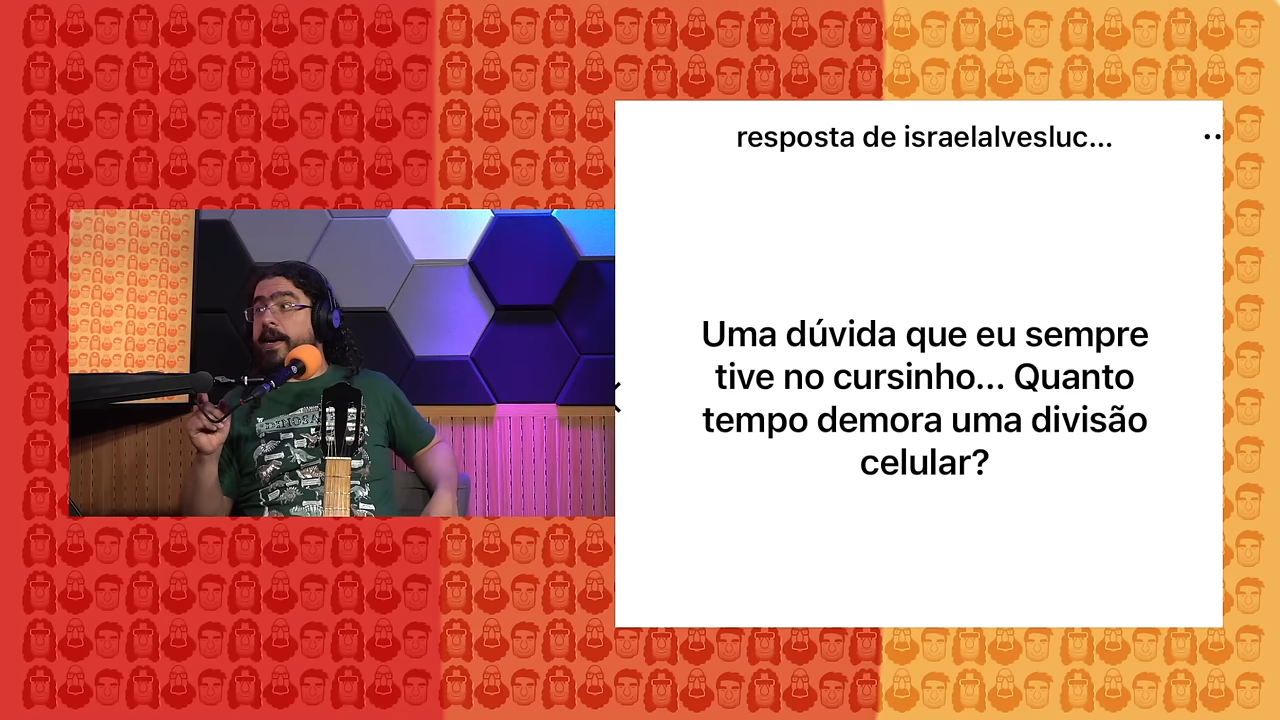 resposta de israelalvesluc...
Uma dúvida que eu sempre
tive no cursinho... Quanto
tempo demora uma divisão
celular?